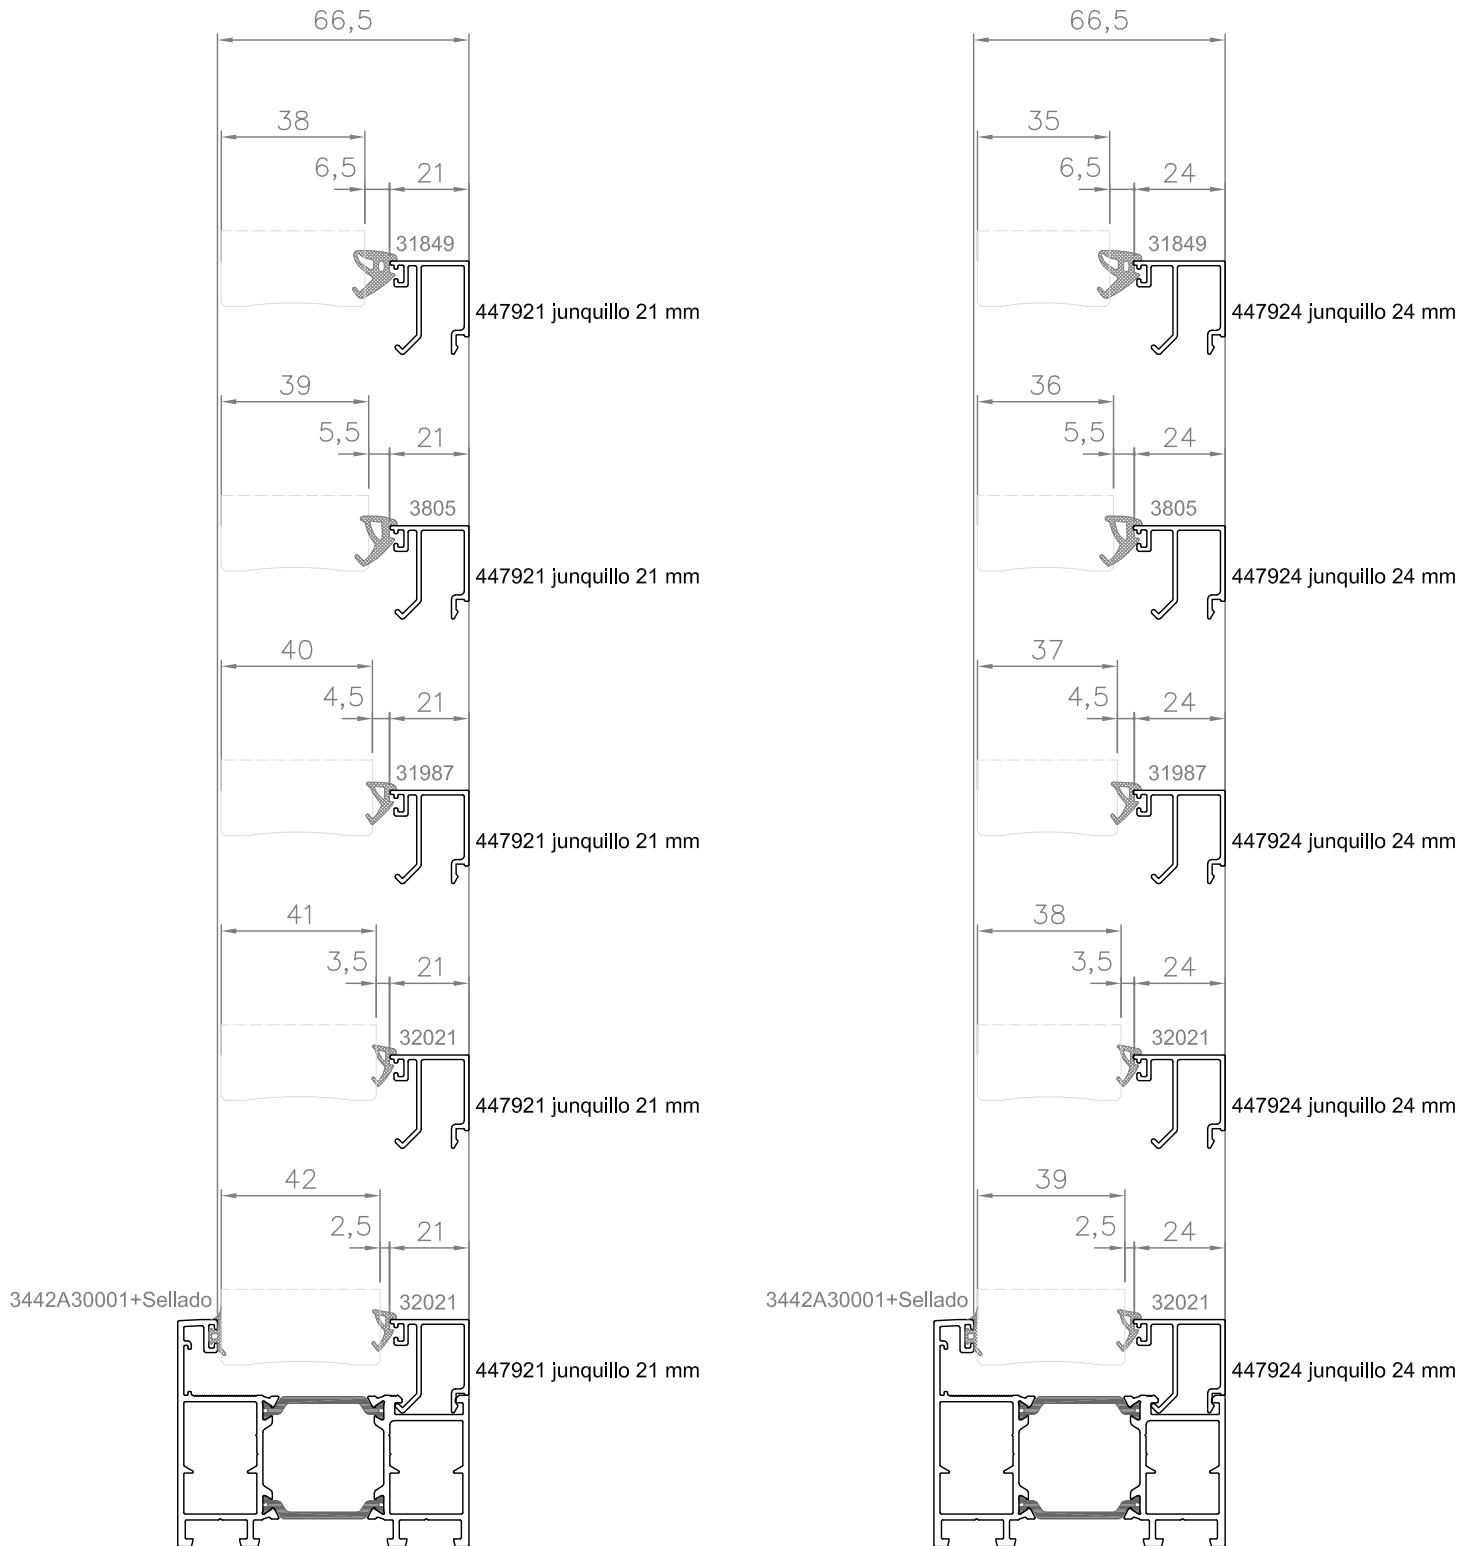 66,5
66,5
38
35
6,5 21
6,5 24
31849
31849
447921 junquillo 21 mm
447924 junquillo 24 mm
39
36
5,5 21
5,5 24
3805
3805
447921 junquillo 21 mm
447924 junquillo 24 mm
40
37
4,5 21
4,5 24
31987
31987
447921 junquillo 21 mm
447924 junquillo 24 mm
41
38
3,5 21
3,5 24
32021
32021
447921 junquillo 21 mm
447924 junquillo 24 mm
42
39
2,5 21
2,5 24
3442A30001+Sellado
32021
3442A30001+Sellado
32021
447921 junquillo 21 mm
447924 junquillo 24 mm